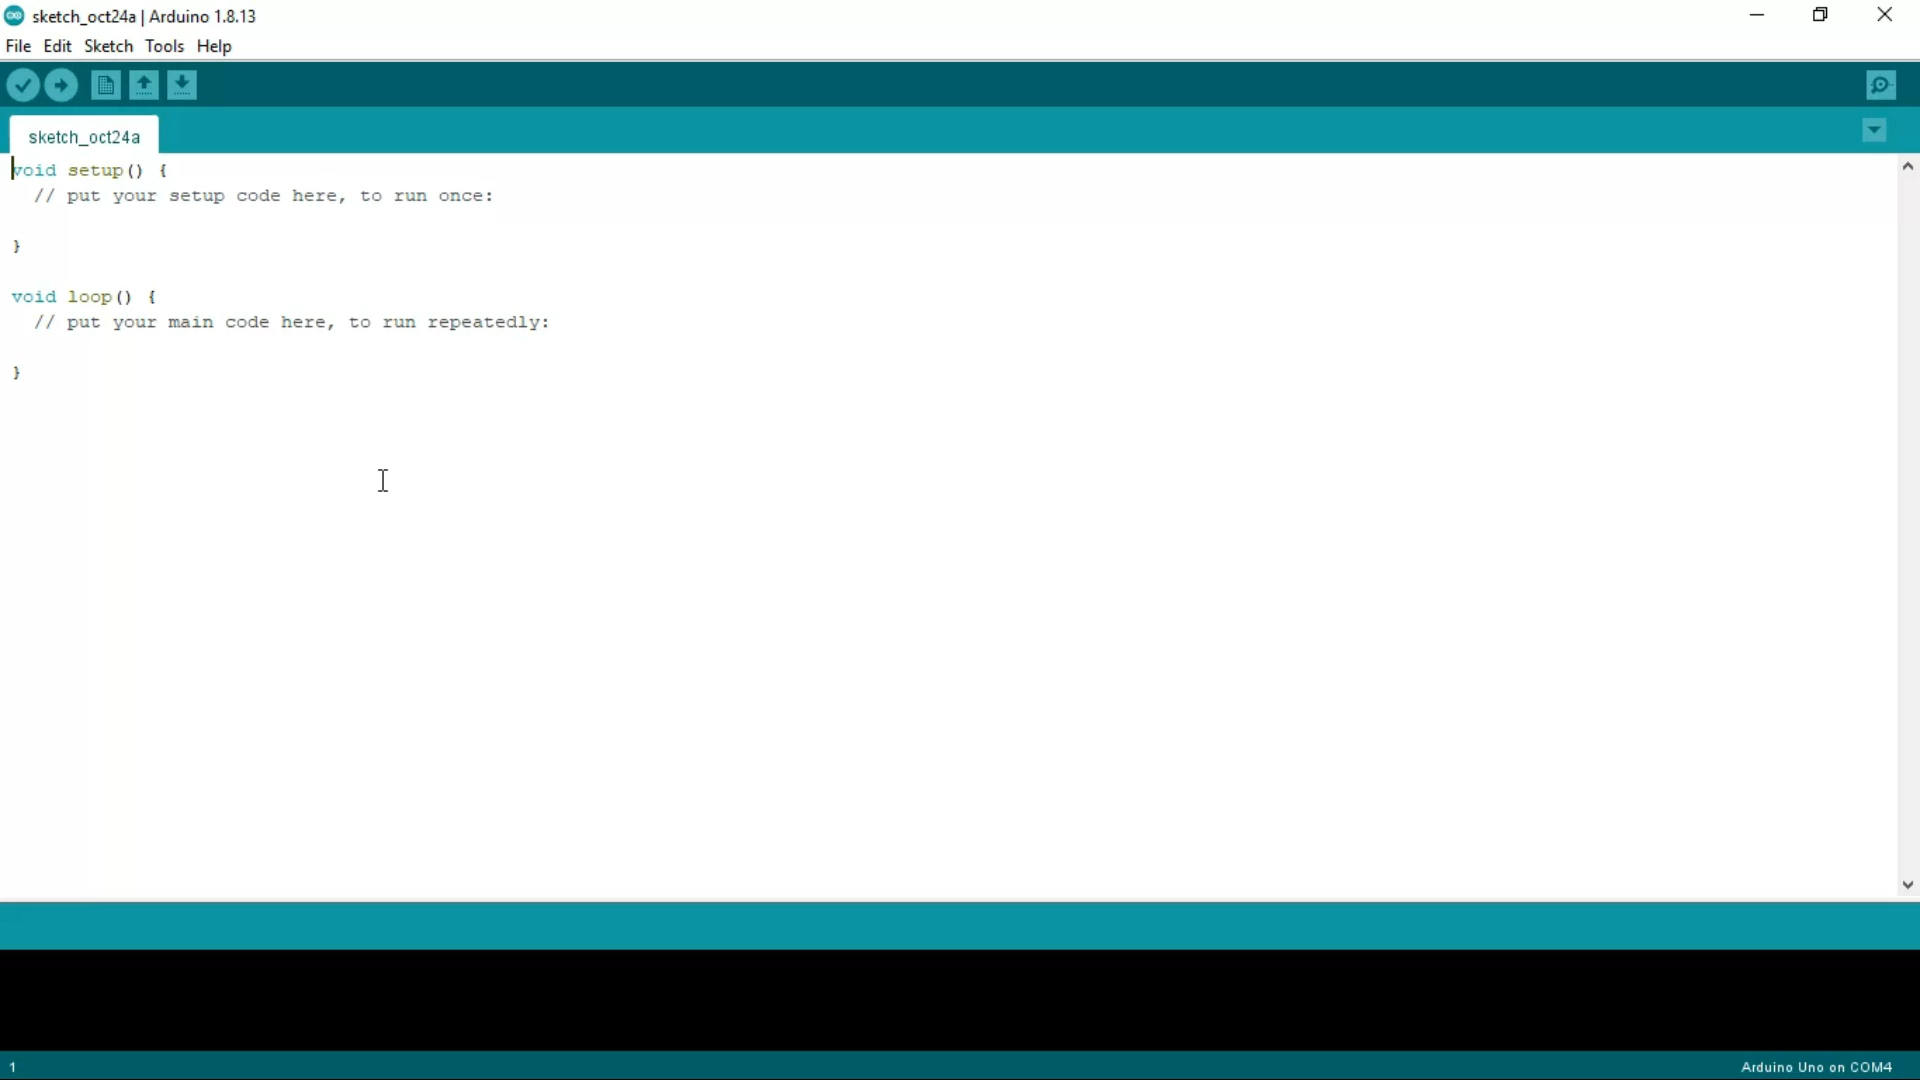 sketch_oct24a | Arduino 1.8.13
File Edit Sketch Tools Help
sketch_oct24a
void setup() {
// put your setup code here, to run once:
}
void loop() {
// put your main code here, to run repeatedly:
}
1
Arduino Uno on COM4